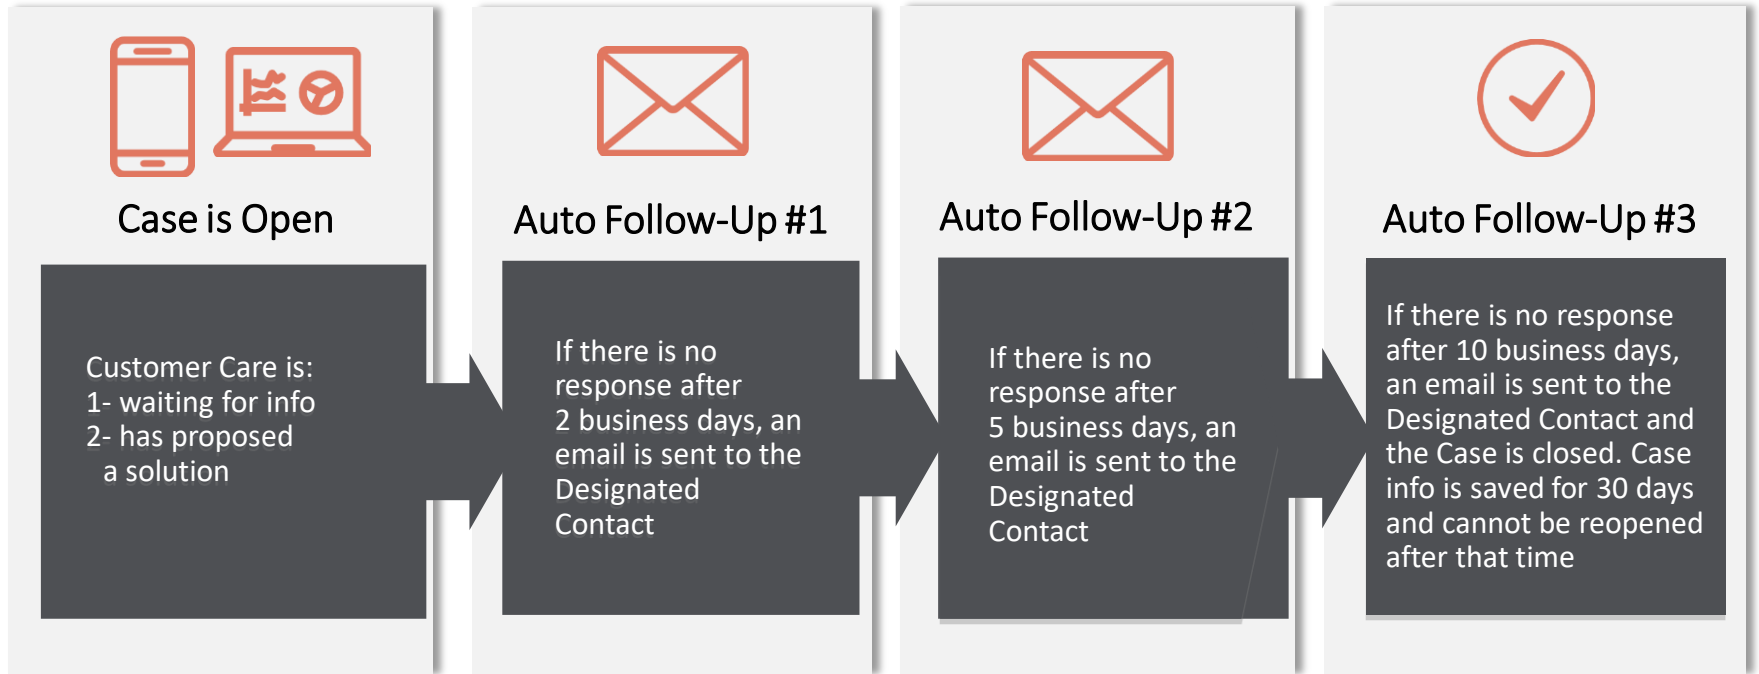 Case is Open
Customer Care is:
1- waiting for info
2- has proposed
a solution
Auto Follow-Up #1
If there is no
response after
2 business days, an
email is sent to the
Designated
Contact
Auto Follow-Up #2
If there is no
response after
5 business days, an
email is sent to the
Designated
Contact
Auto Follow-Up #3
If there is no response
after 10 business days,
an email is sent to the
Designated Contact and
the Case is closed. Case
info is saved for 30 days
and cannot be reopened
after that time